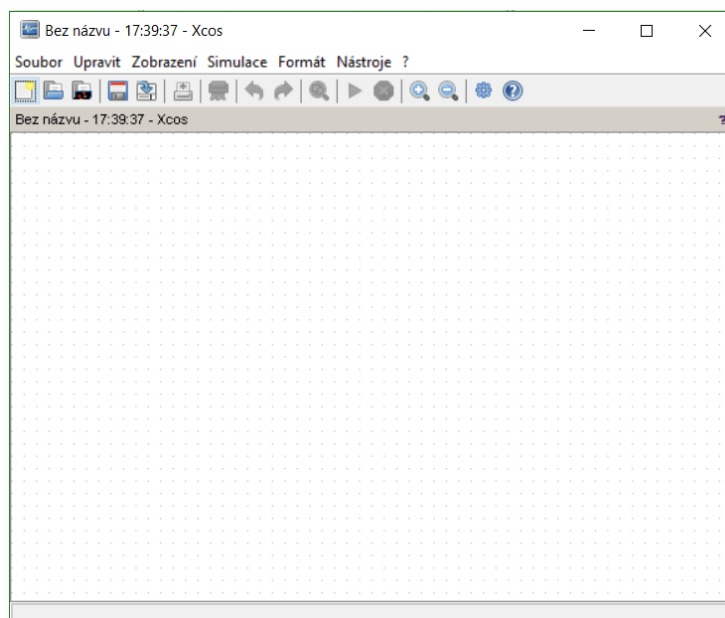 Bez názvu - 17:39:37 - Xcos
Soubor Upravit Zobrazení Simulace Formát Nástroje ?
Bez názvu - 17:39:37 - Xcos